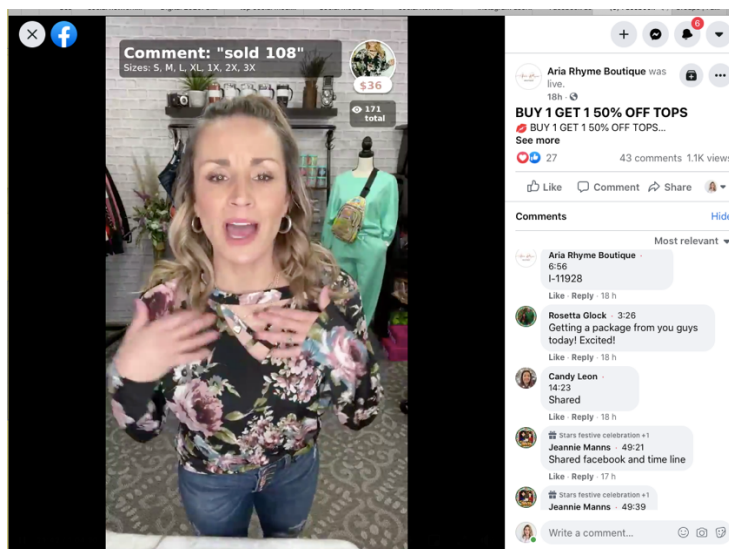 Comment: "sold 108"
Sizes: S, M, L, XL, 1X, 2X, 3X
$36
171
total
6
Aria Rhyme Boutique was
live.
18h ·
BUY 1 GET 1 50% OFF TOPS
BUY 1 GET 1 50% OFF TOPS...
See more
27
43 comments 1.1K views
Like Comment Share
Comments
Hide
Most relevant
Aria Rhyme Boutique ·
6:56
I-11928
Like · Reply · 18 h
Rosetta Glock · 3:26
Getting a package from you guys
today! Excited!
Like · Reply · 18 h
Candy Leon ·
14:23
Shared
Like · Reply · 18 h
Stars festive celebration +1
Jeannie Manns · 49:21
Shared facebook and time line
Like · Reply · 17 h
Stars festive celebration +1
Jeannie Manns · 49:39
Write a comment...